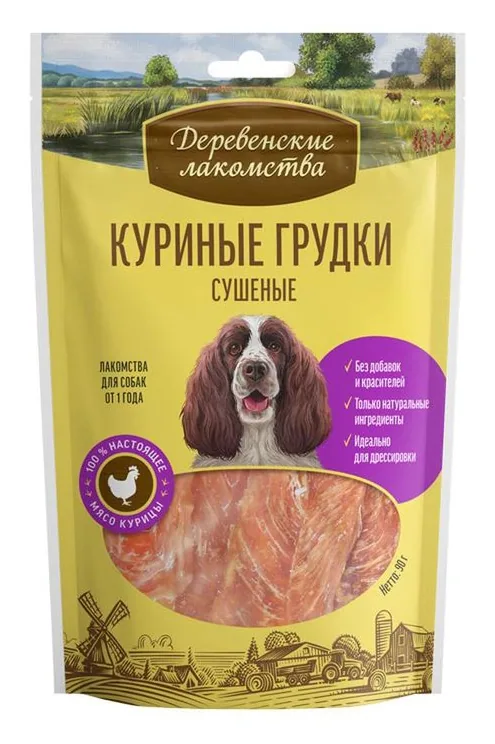 Деревенские
лакомства
КУРИНЫЕ ГРУДКИ
СУШЕНЫЕ
ЛАКОМСТВА
ДЛЯ СОБАК
ОТ 1 ГОДА
✓ Без добавок
и красителей
✓ Только натуральные
ингредиенты
✓ Идеально
для дрессировки
100 % НАСТОЯЩЕЕ
МЯСО КУРИЦЫ
Нетто: 90 г